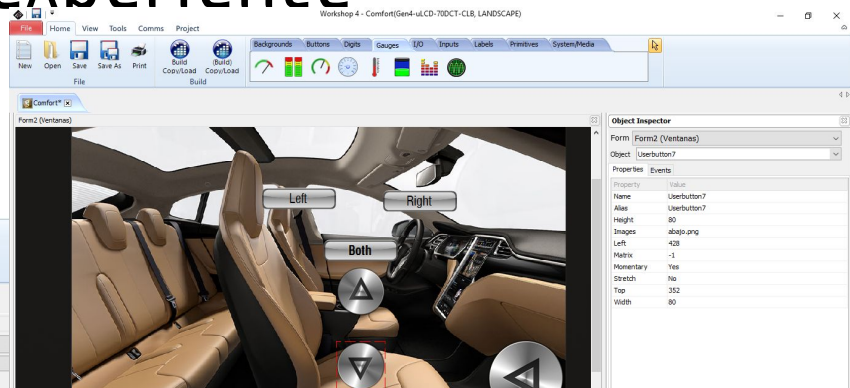 Workshop 4 - Comfort(Gen4-uLCD-70DCT-CLB, LANDSCAPE)
File Home View Tools Comms Project
New Open Save Save As Print Build Copy/Load (Build) Copy/Load
File Build
Backgrounds Buttons Digits Gauges I/O Inputs Labels Primitives System/Media
Comfort*
Form2 (Ventanas)
Left
Right
Both
Object Inspector
Form Form2 (Ventanas)
Object Userbutton7
Properties Events
Property Value
Name Userbutton7
Alias Userbutton7
Height 80
Images abajo.png
Left 428
Matrix -1
Momentary Yes
Stretch No
Top 352
Width 80